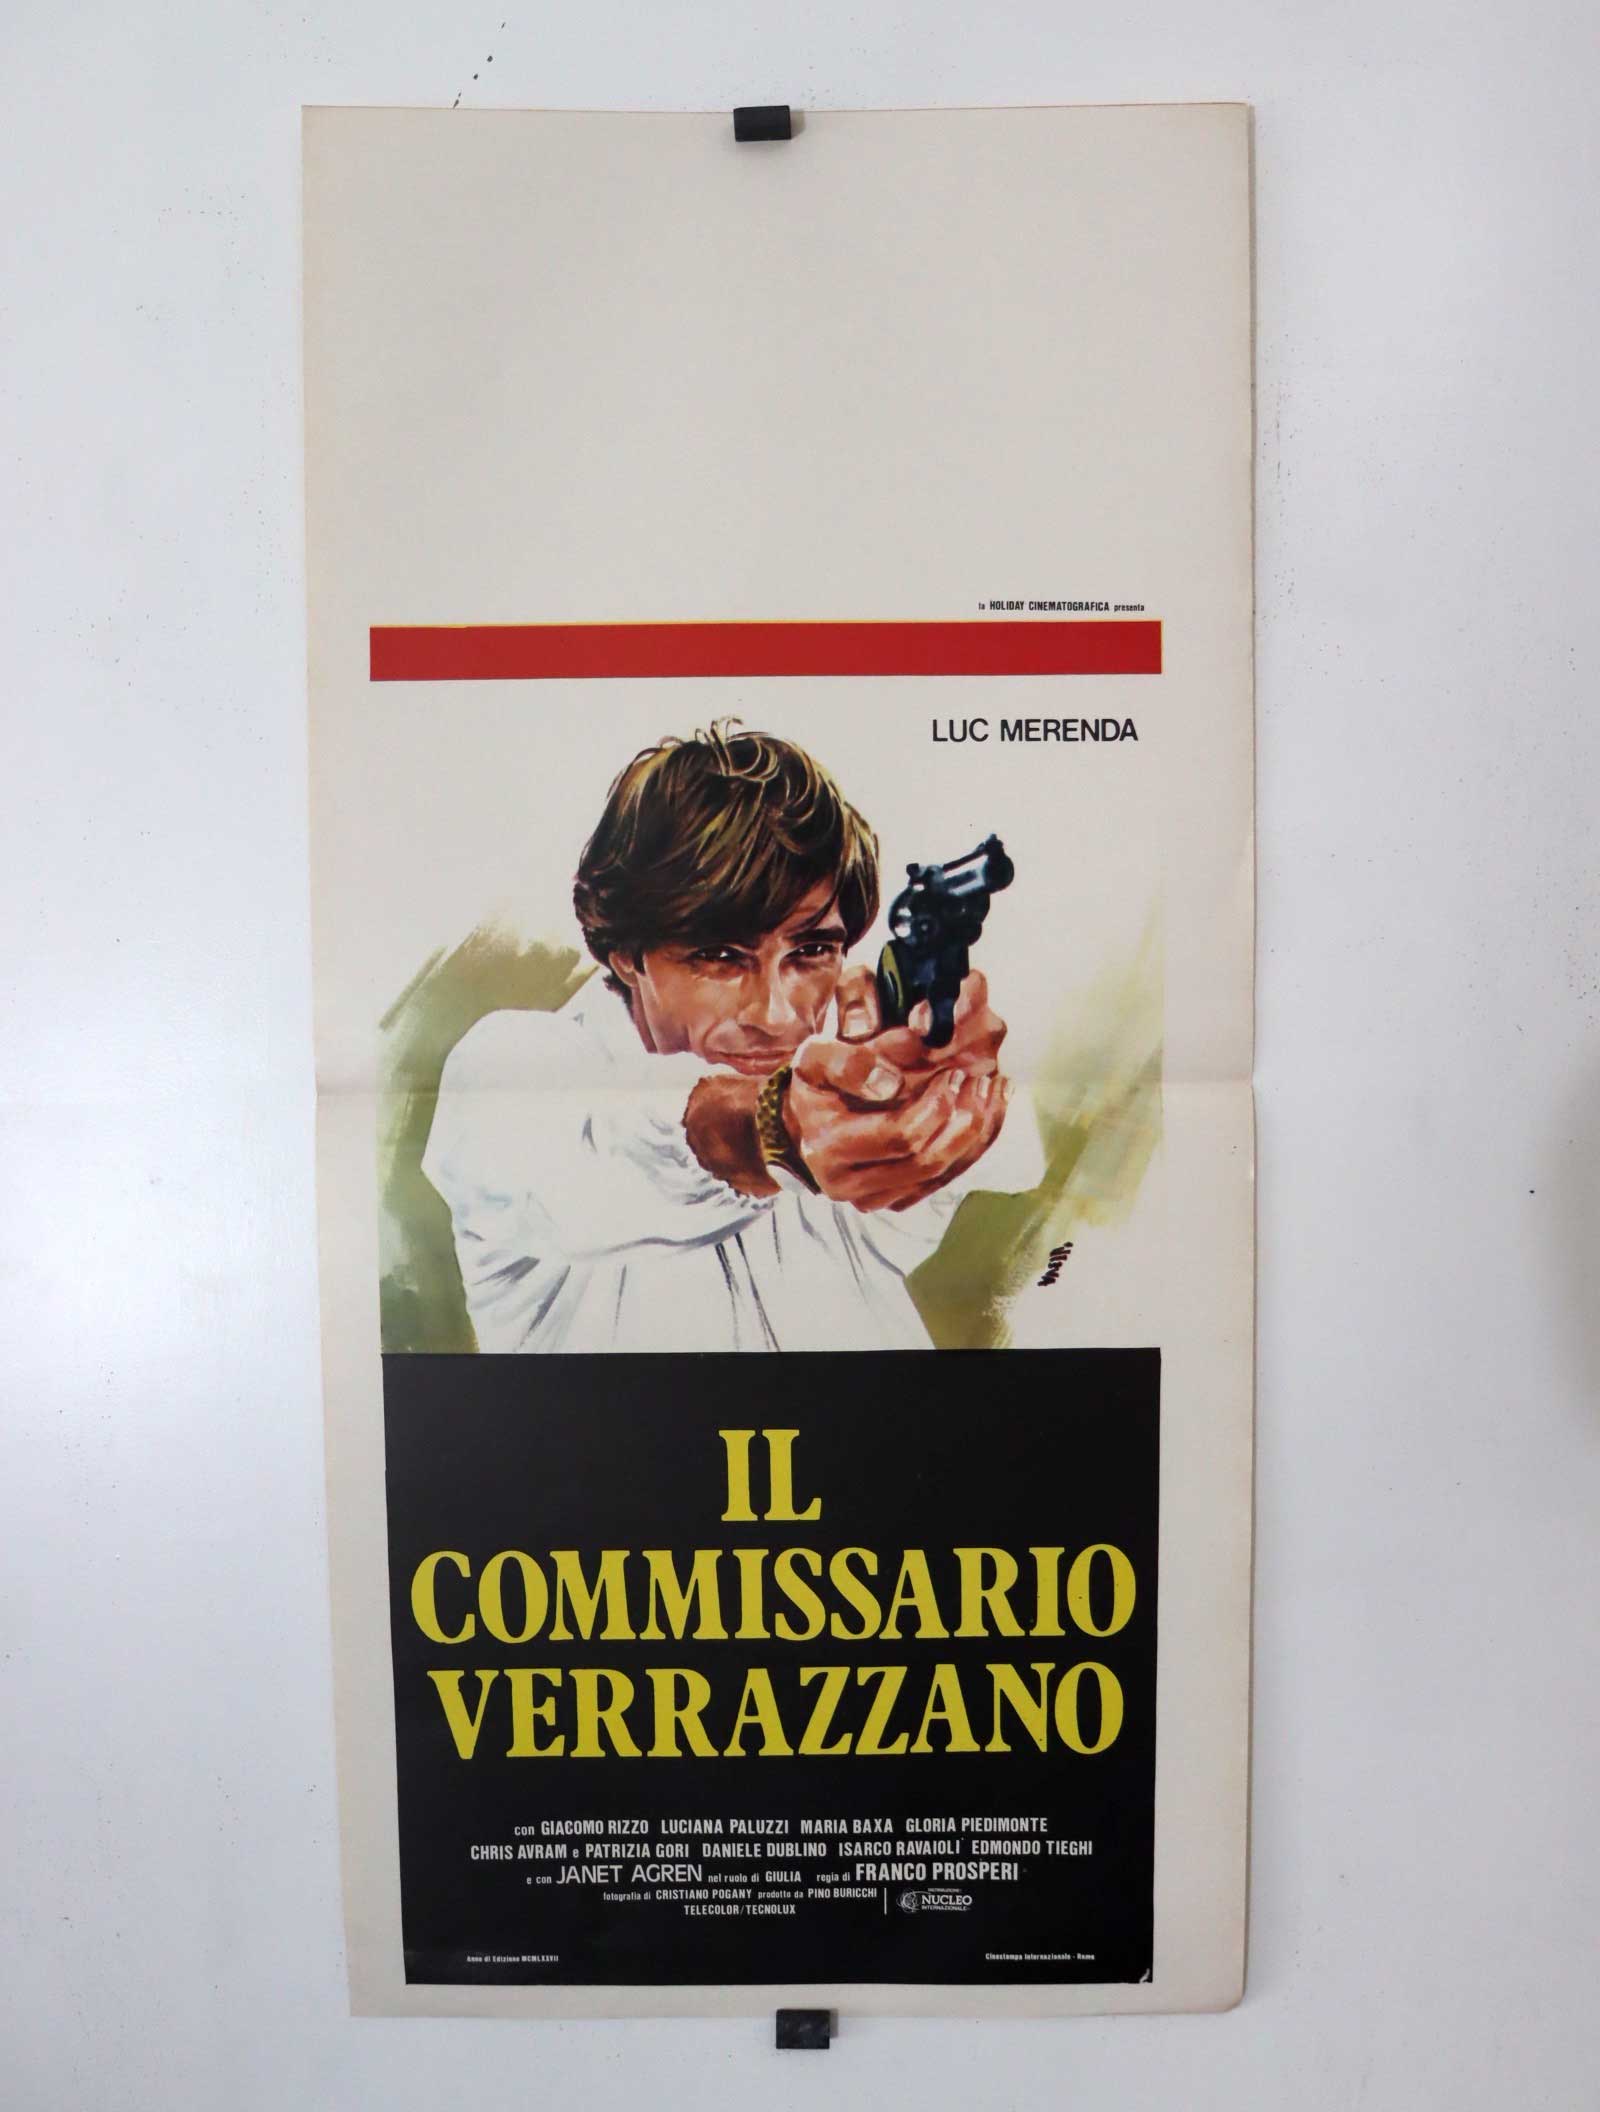 la HOLIDAY CINEMATOGRAFICA presenta
LUC MERENDA
IL
COMMISSARIO
VERRAZZANO
con GIACOMO RIZZO LUCIANA PALUZZI MARIA BAXA GLORIA PIEDIMONTE
CHRIS AVRAM e PATRIZIA GORI DANIELE DUBLINO ISARCO RAVAIOLI EDMONDO TIEGHI
e con JANET AGREN nel ruolo di GIULIA regia di FRANCO PROSPERI
fotografia di CRISTIANO POGANY prodotto da PINO BURICCHI
TELECOLOR/TECNOLUX
DISTRIBUZIONE
NUCLEO
INTERNAZIONALE
Anno di Edizione MCMLXXVII
Cinestampa Internazionale - Roma